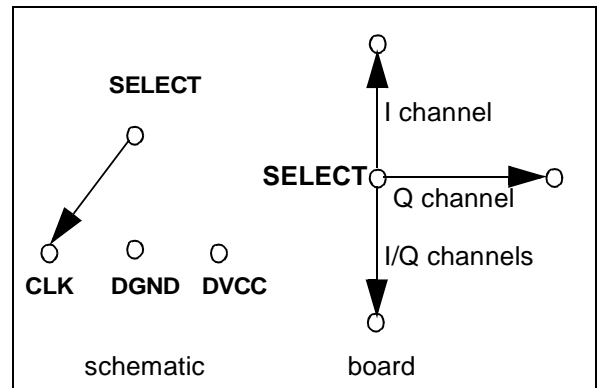 SELECT
CLK DGND DVCC
schematic
I channel
SELECT
Q channel
I/Q channels
board